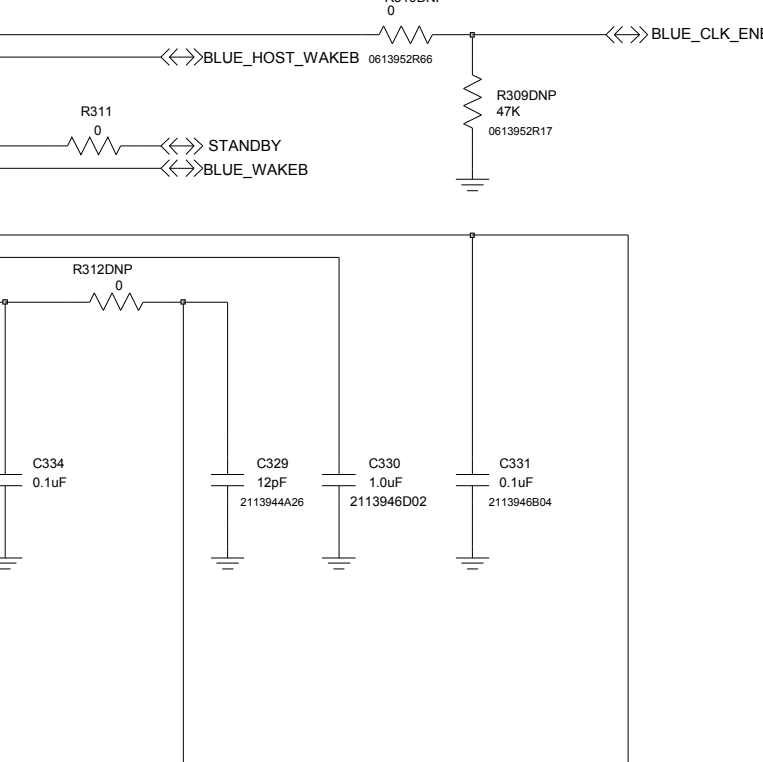 0
BLUE_HOST_WAKEB
0613952R66
R309DNP
47K
0613952R17
R311
0
STANDBY
BLUE_WAKEB
R312DNP
0
C334
0.1uF
C329
12pF
2113944A26
C330
1.0uF
2113946D02
C331
0.1uF
2113946B04